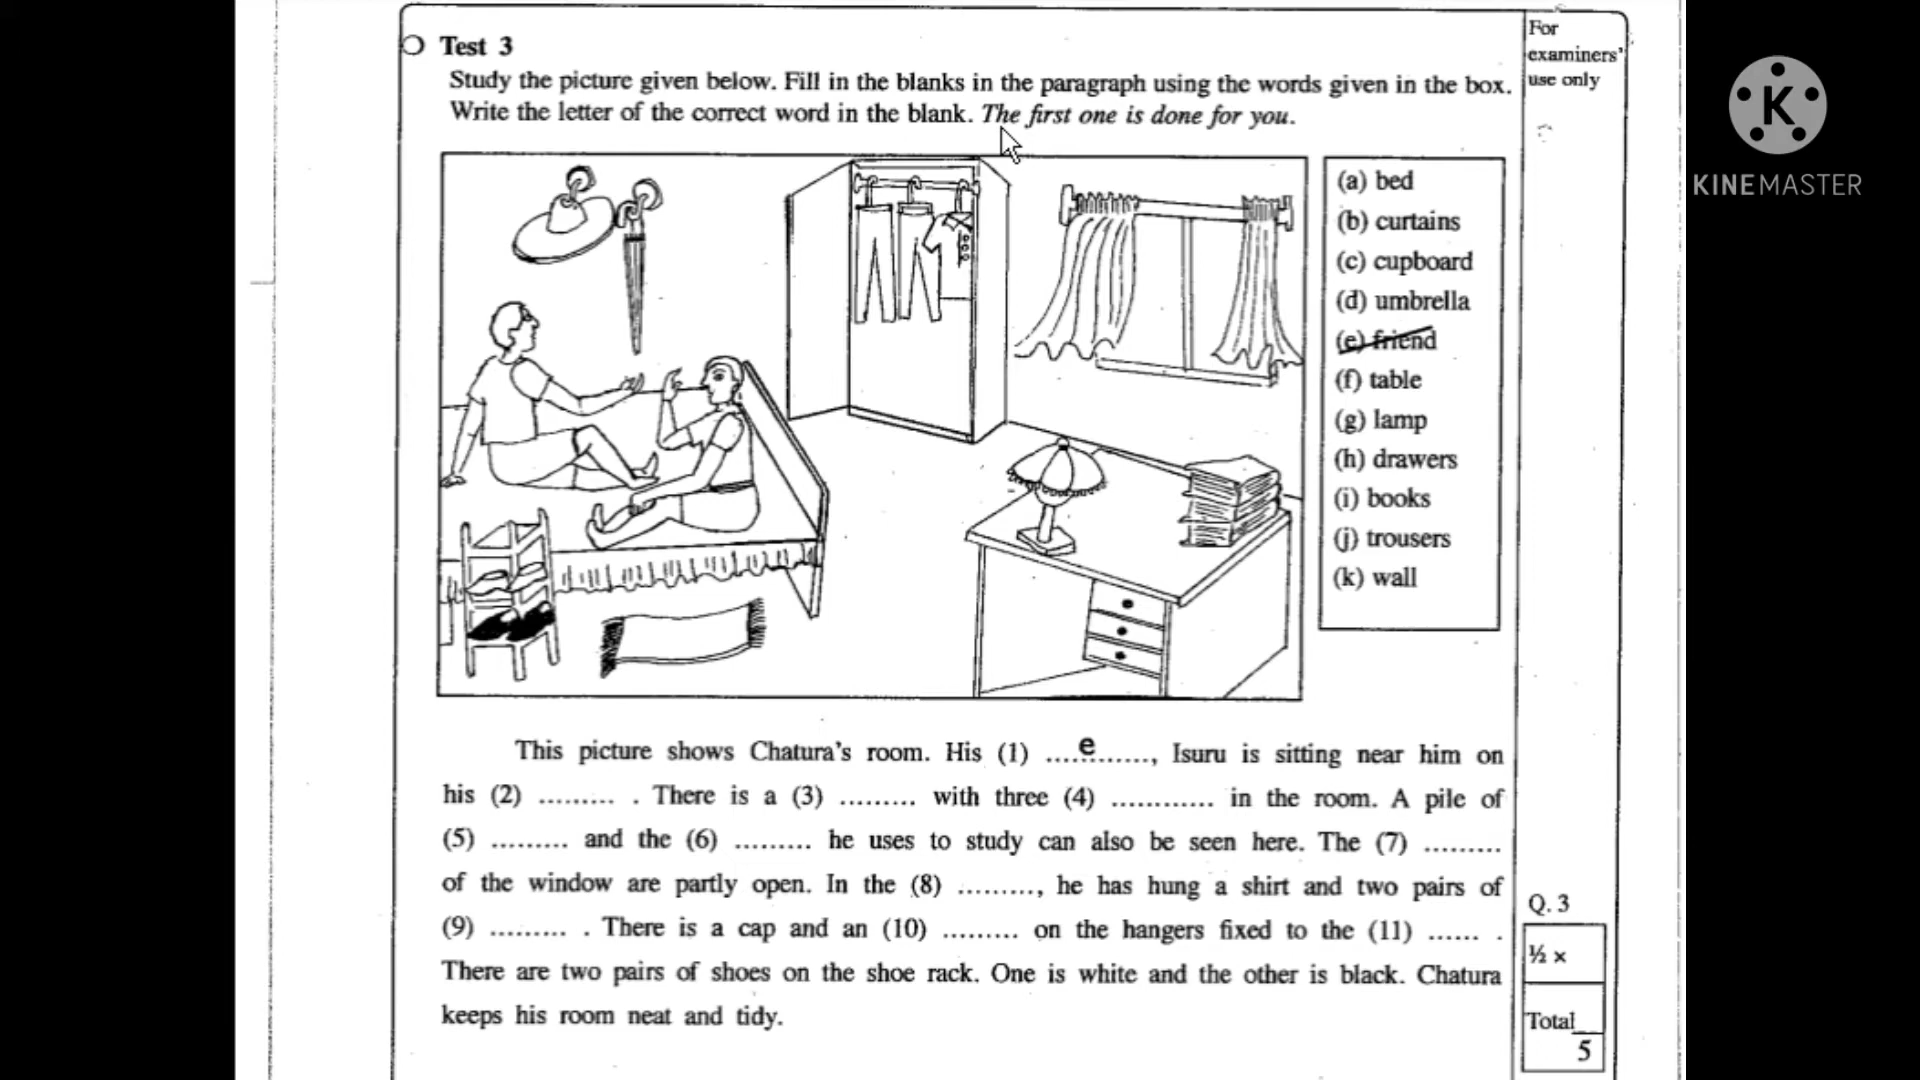 Test 3
Study the picture given below. Fill in the blanks in the paragraph using the words given in the box.
Write the letter of the correct word in the blank. The first one is done for you.
For
examiners'
use only
K
KINEMASTER
(a) bed
(b) curtains
(c) cupboard
(d) umbrella
(e) friend
(f) table
(g) lamp
(h) drawers
(i) books
(j) trousers
(k) wall
This picture shows Chatura's room. His (1) .....e......., Isuru is sitting near him on
his (2) ......... . There is a (3) ......... with three (4) ............ in the room. A pile of
(5) ......... and the (6) ......... he uses to study can also be seen here. The (7) .........
of the window are partly open. In the (8) ........., he has hung a shirt and two pairs of
(9) ......... . There is a cap and an (10) ......... on the hangers fixed to the (11) ...... .
There are two pairs of shoes on the shoe rack. One is white and the other is black. Chatura
keeps his room neat and tidy.
Q. 3
½ ×
Total
5